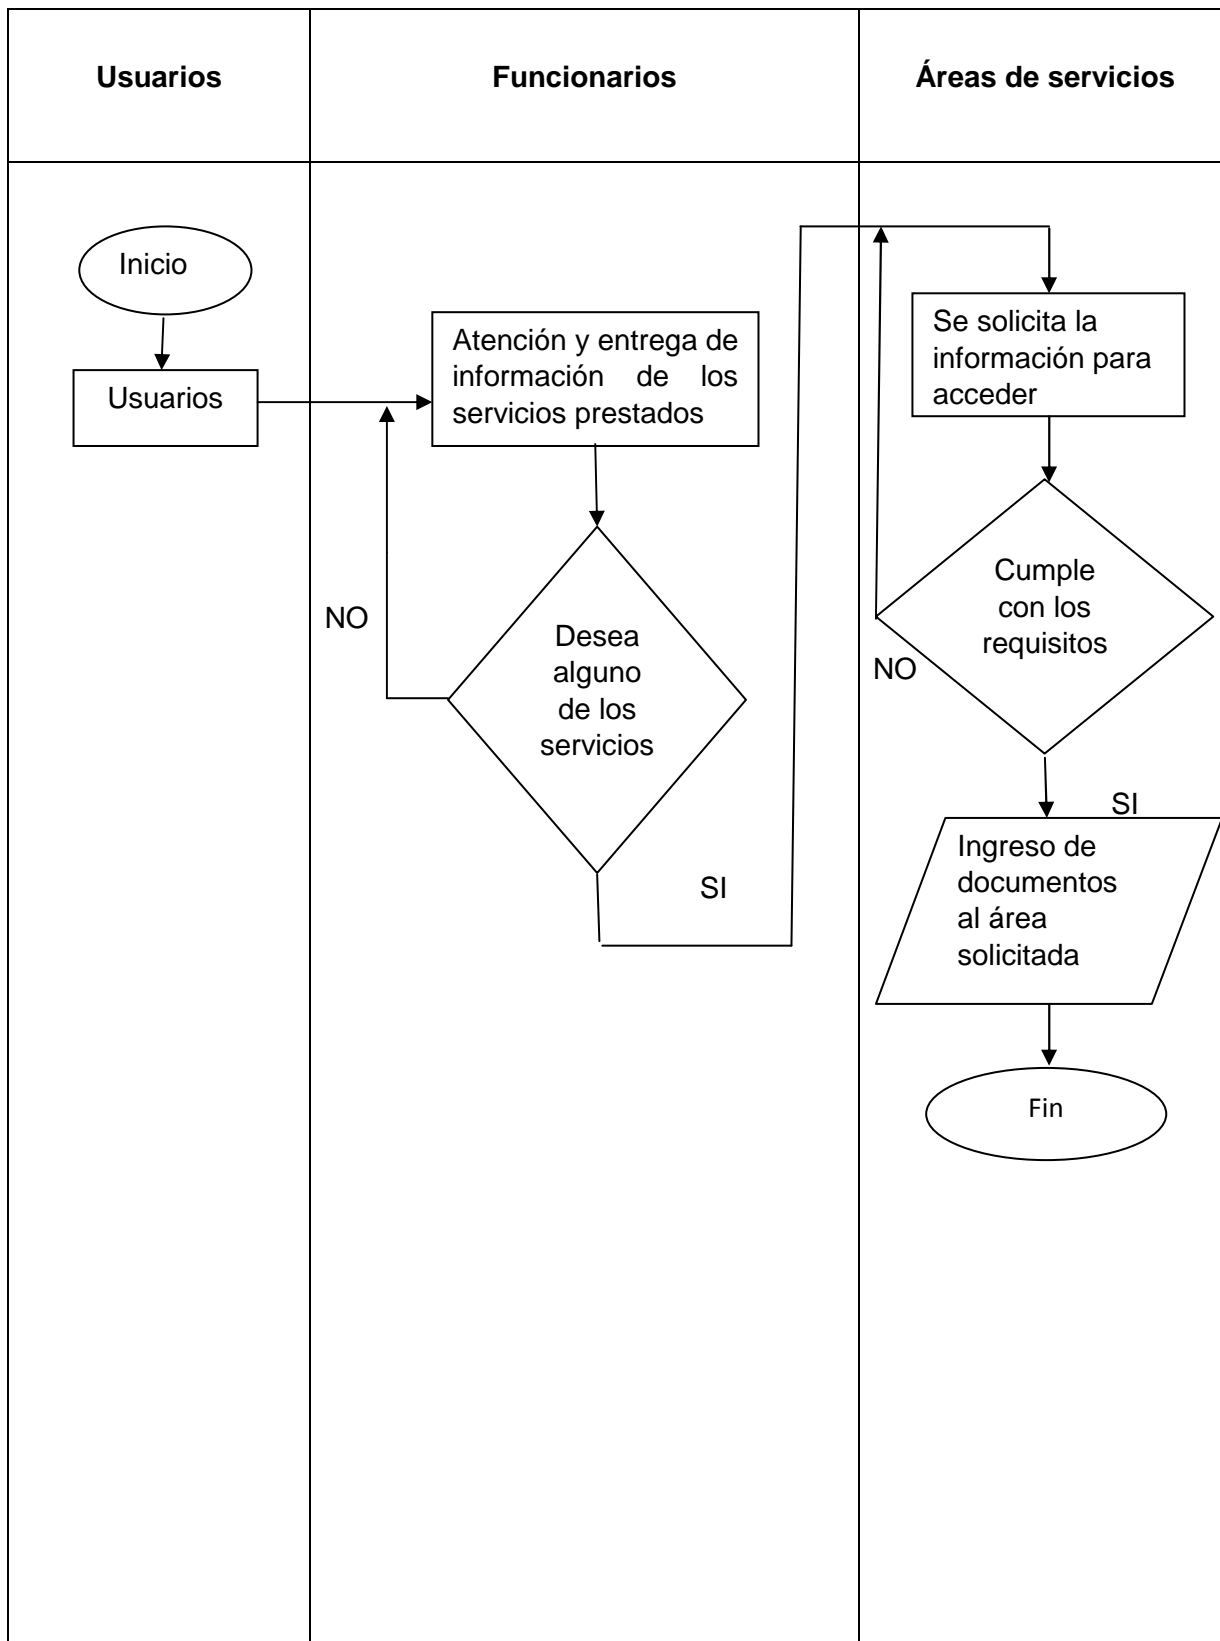 Usuarios
Funcionarios
Áreas de servicios
Inicio
Usuarios
Atención y entrega de
información de los
servicios prestados
NO
Desea
alguno
de los
servicios
SI
Se solicita la
información para
acceder
Cumple
con los
requisitos
NO
SI
Ingreso de
documentos
al área
solicitada
Fin